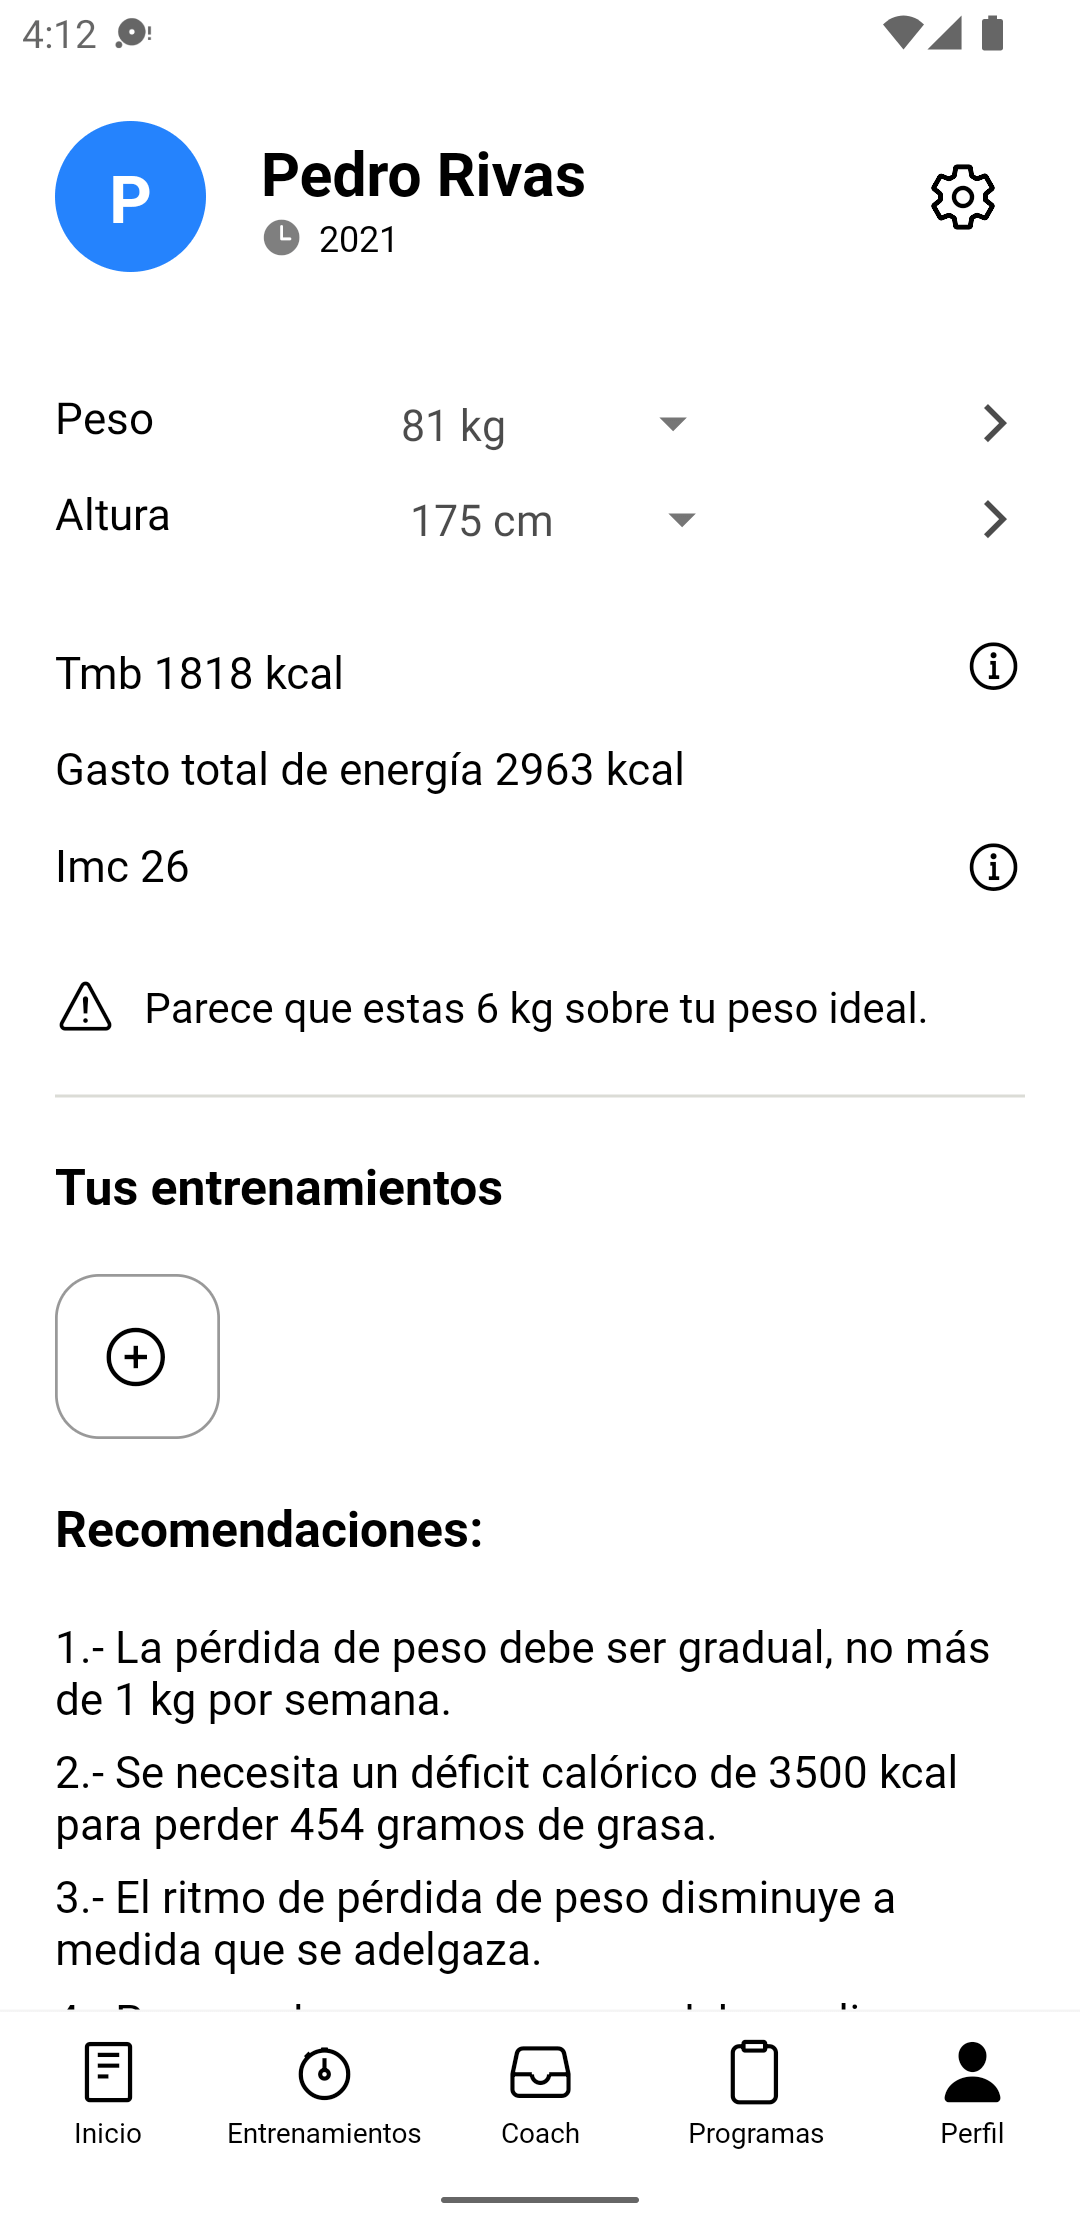 4:12
P
Pedro Rivas
2021
Peso
81 kg
Altura
175 cm
Tmb 1818 kcal
Gasto total de energía 2963 kcal
Imc 26
Parece que estas 6 kg sobre tu peso ideal.
Tus entrenamientos
Recomendaciones:
1.- La pérdida de peso debe ser gradual, no más
de 1 kg por semana.
2.- Se necesita un déficit calórico de 3500 kcal
para perder 454 gramos de grasa.
3.- El ritmo de pérdida de peso disminuye a
medida que se adelgaza.
Inicio
Entrenamientos
Coach
Programas
Perfil